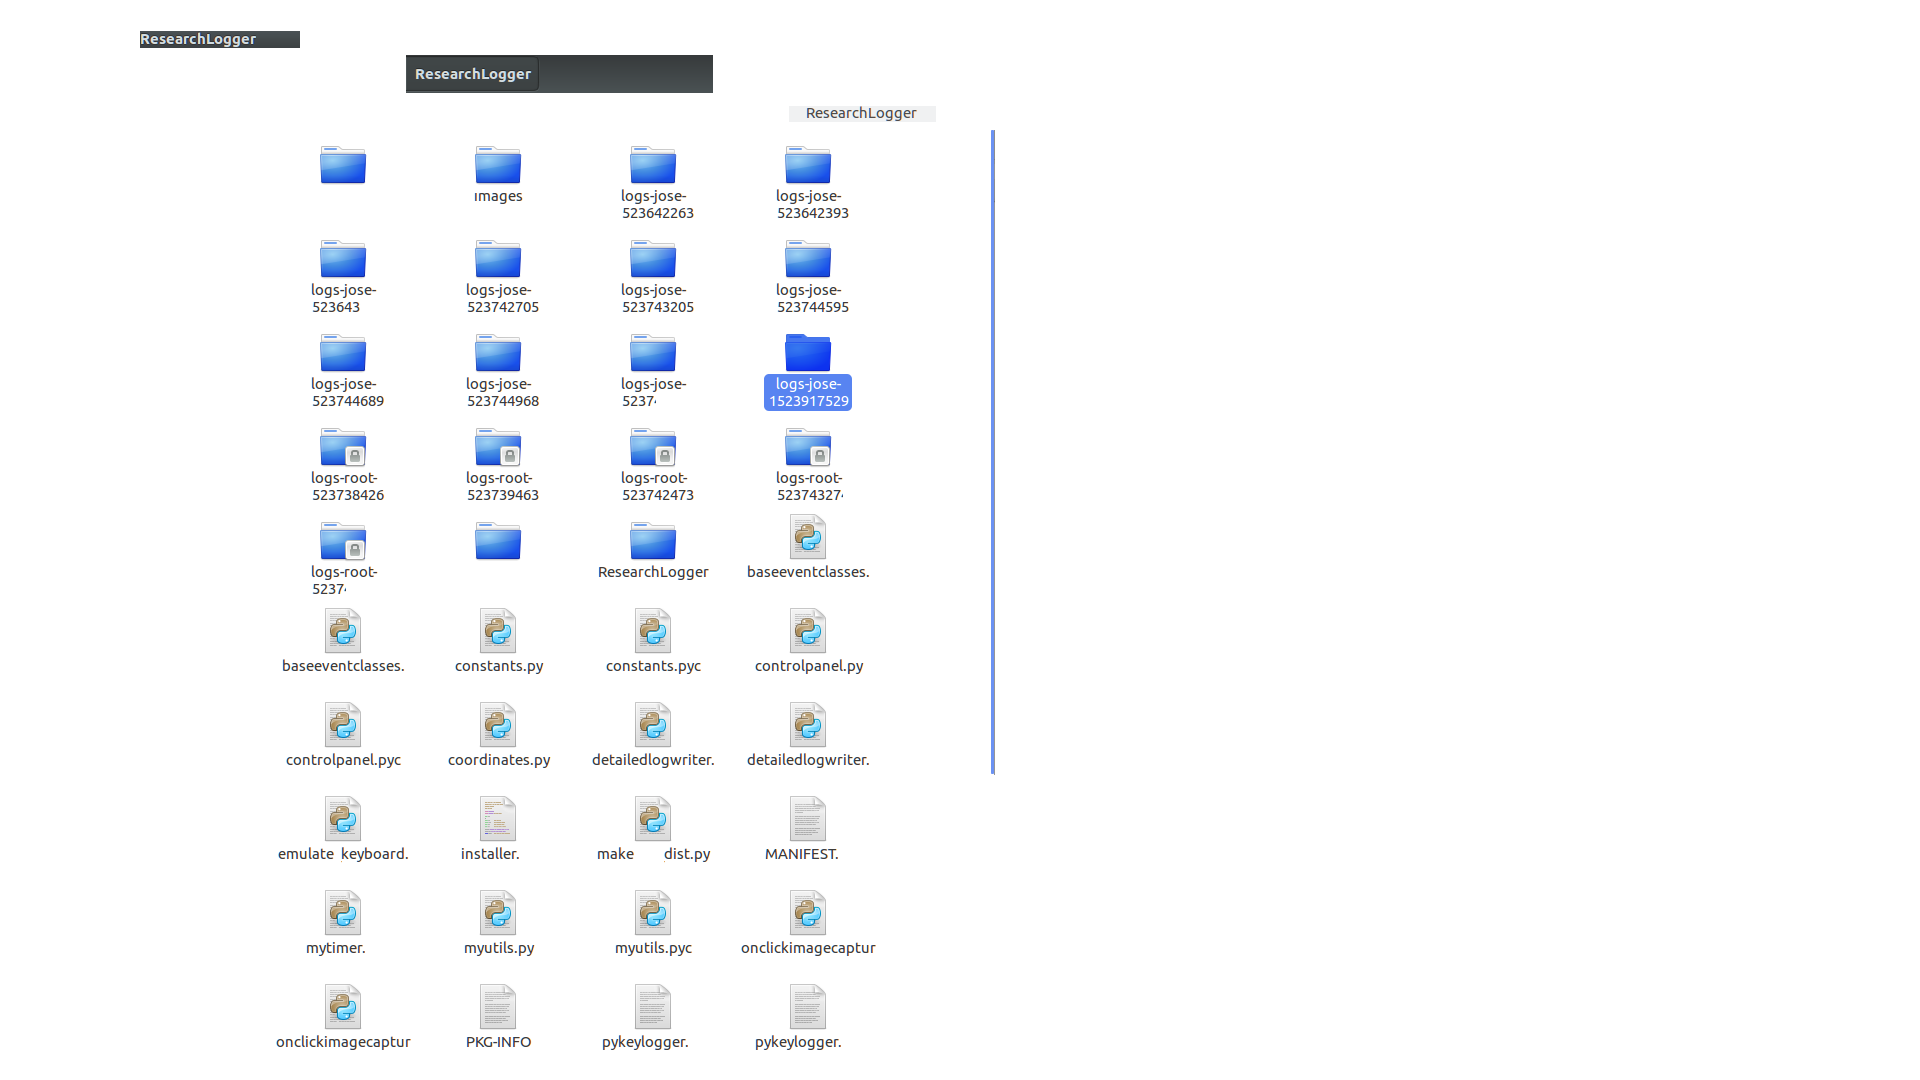 ResearchLogger
ResearchLogger
ResearchLogger
images
logs-jose-
523642263
logs-jose-
523642393
logs-jose-
523643
logs-jose-
523742705
logs-jose-
523743205
logs-jose-
523744595
logs-jose-
523744689
logs-jose-
523744968
logs-jose-
5237
logs-jose-
1523917529
logs-root-
523738426
logs-root-
523739463
logs-root-
523742473
logs-root-
52374327
logs-root-
5237
ResearchLogger
baseeventclasses.
baseeventclasses.
constants.py
constants.pyc
controlpanel.py
controlpanel.pyc
coordinates.py
detailedlogwriter.
detailedlogwriter.
emulate keyboard.
installer.
make dist.py
MANIFEST.
mytimer.
myutils.py
myutils.pyc
onclickimagecaptur
onclickimagecaptur
PKG-INFO
pykeylogger.
pykeylogger.